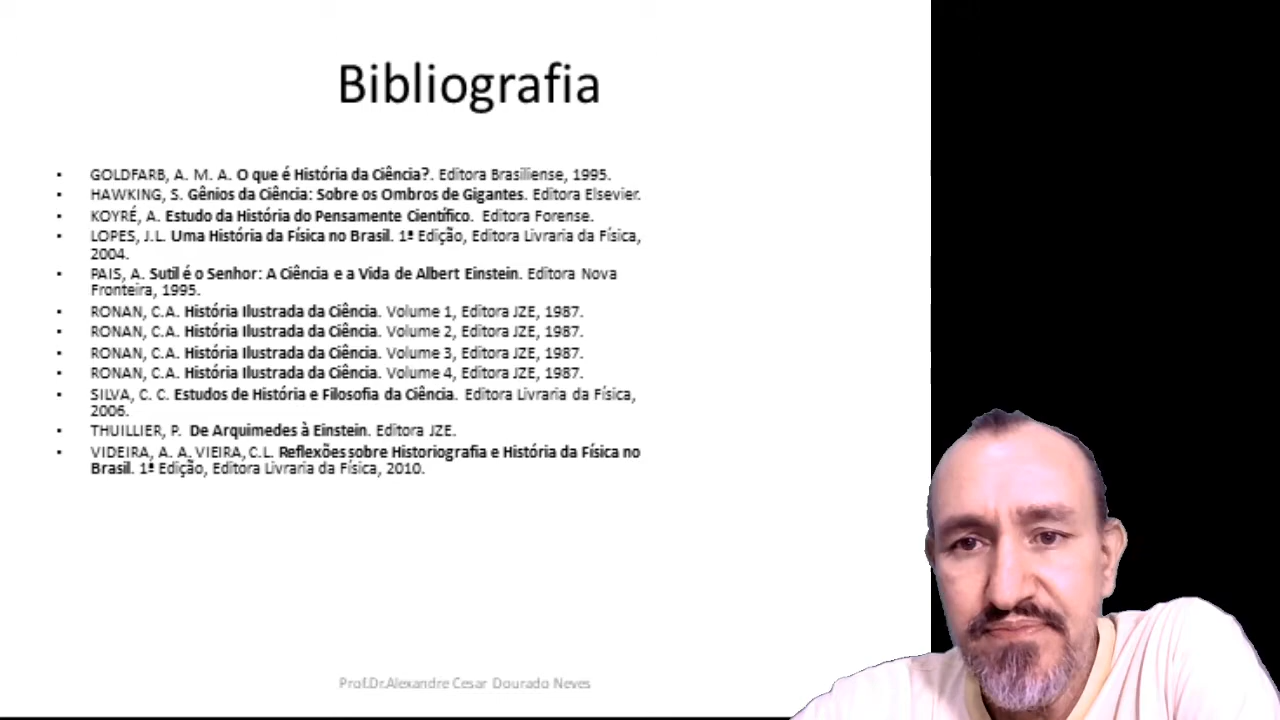 Bibliografia
• GOLDFARB, A. M. A. O que é História da Ciência?. Editora Brasiliense, 1995.
• HAWKING, S. Gênios da Ciência: Sobre os Ombros de Gigantes. Editora Elsevier.
• KOYRÉ, A. Estudo da História do Pensamente Científico. Editora Forense.
• LOPES, J.L. Uma História da Física no Brasil. 1ª Edição, Editora Livraria da Física,
2004.
• PAIS, A. Sutil é o Senhor: A Ciência e a Vida de Albert Einstein. Editora Nova
Fronteira, 1995.
• RONAN, C.A. História Ilustrada da Ciência. Volume 1, Editora JZE, 1987.
• RONAN, C.A. História Ilustrada da Ciência. Volume 2, Editora JZE, 1987.
• RONAN, C.A. História Ilustrada da Ciência. Volume 3, Editora JZE, 1987.
• RONAN, C.A. História Ilustrada da Ciência. Volume 4, Editora JZE, 1987.
• SILVA, C. C. Estudos de História e Filosofia da Ciência. Editora Livraria da Física,
2006.
• THUILLIER, P. De Arquimedes à Einstein. Editora JZE.
• VIDEIRA, A. A. VIEIRA, C.L. Reflexões sobre Historiografia e História da Física no
Brasil. 1ª Edição, Editora Livraria da Física, 2010.
Prof.Dr.Alexandre Cesar Dourado Neves